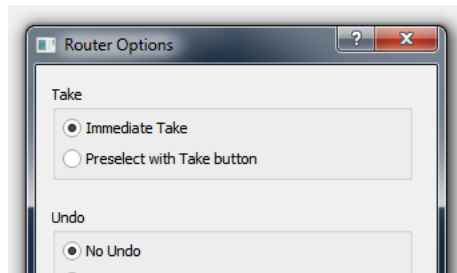 Router Options
?
Take
Immediate Take
Preselect with Take button
Undo
No Undo